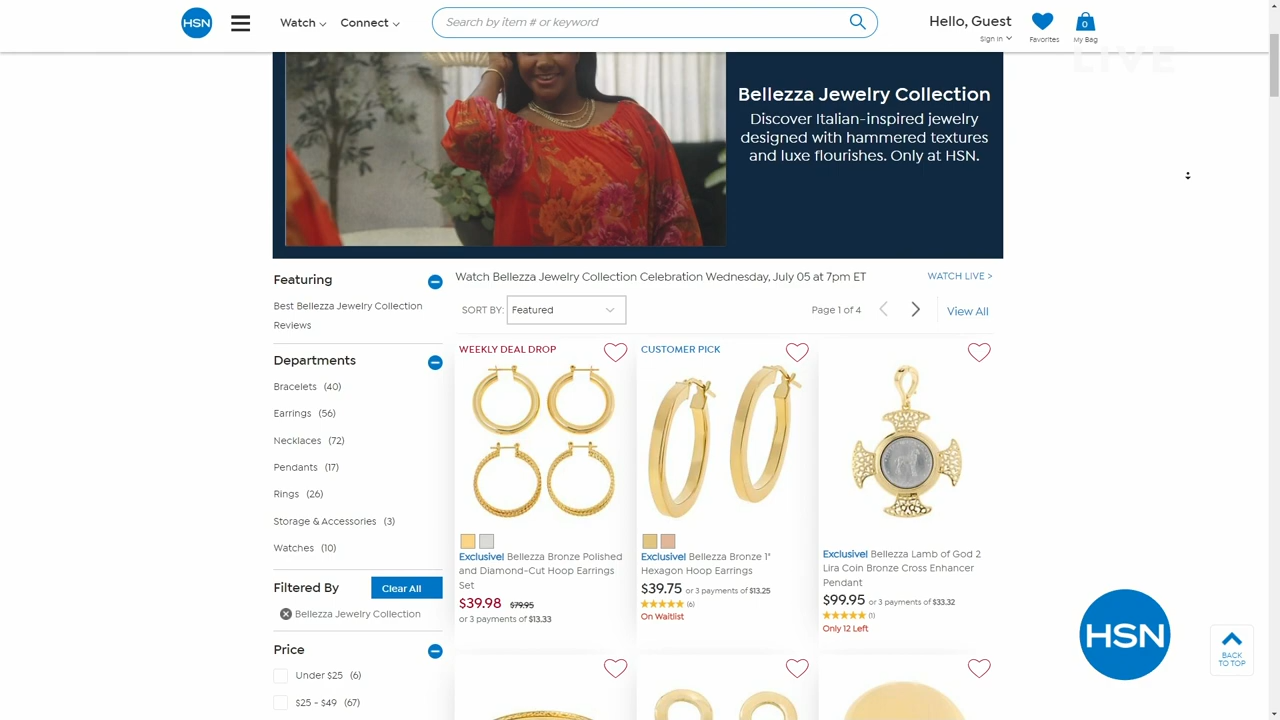 HSN
Watch
Connect
Search by item # or keyword
Hello, Guest
Sign in
Favorites
0
My Bag
LIVE
Bellezza Jewelry Collection
Discover Italian-inspired jewelry
designed with hammered textures
and luxe flourishes. Only at HSN.
Featuring
Best Bellezza Jewelry Collection
Reviews
Departments
Bracelets (40)
Earrings (56)
Necklaces (72)
Pendants (17)
Rings (26)
Storage & Accessories (3)
Watches (10)
Filtered By
Clear All
Bellezza Jewelry Collection
Price
Under $25 (6)
$25 - $49 (67)
Watch Bellezza Jewelry Collection Celebration Wednesday, July 05 at 7pm ET
WATCH LIVE >
SORT BY: Featured
Page 1 of 4
View All
WEEKLY DEAL DROP
Exclusive! Bellezza Bronze Polished
and Diamond-Cut Hoop Earrings
Set
$39.98 $79.95
or 3 payments of $13.33
CUSTOMER PICK
Exclusive! Bellezza Bronze 1"
Hexagon Hoop Earrings
$39.75 or 3 payments of $13.25
(6)
On Waitlist
Exclusive! Bellezza Lamb of God 2
Lira Coin Bronze Cross Enhancer
Pendant
$99.95 or 3 payments of $33.32
(1)
Only 12 Left
HSN
BACK
TO TOP